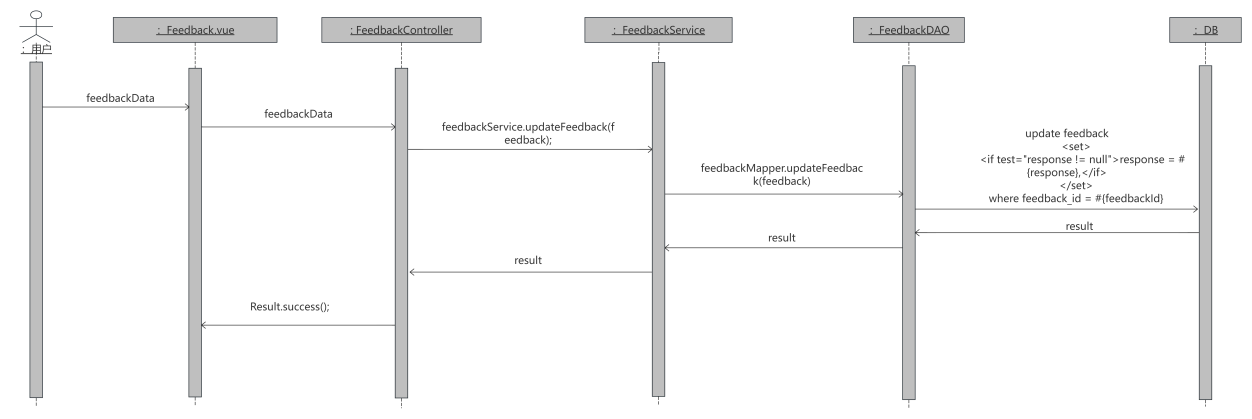 : 用户
: Feedback.vue
: FeedbackController
: FeedbackService
: FeedbackDAO
: DB
feedbackData
feedbackData
feedbackService.updateFeedback(f
eedback);
feedbackMapper.updateFeedbac
k(feedback)
update feedback
<set>
<if test="response != null">response = #
{response},</if>
</set>
where feedback_id = #{feedbackId}
result
result
result
Result.success();